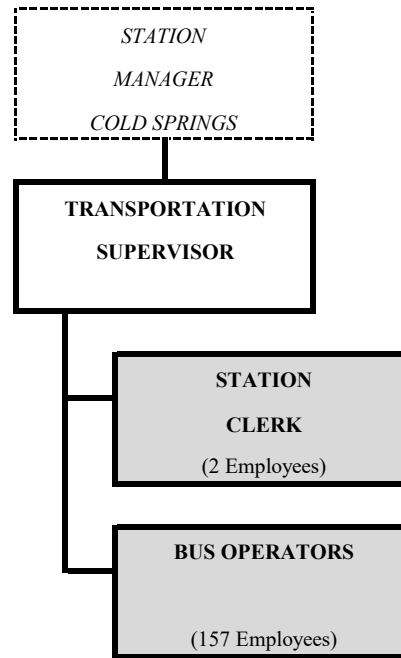 STATION
MANAGER
COLD SPRINGS
TRANSPORTATION
SUPERVISOR
STATION
CLERK
(2 Employees)
BUS OPERATORS
(157 Employees)